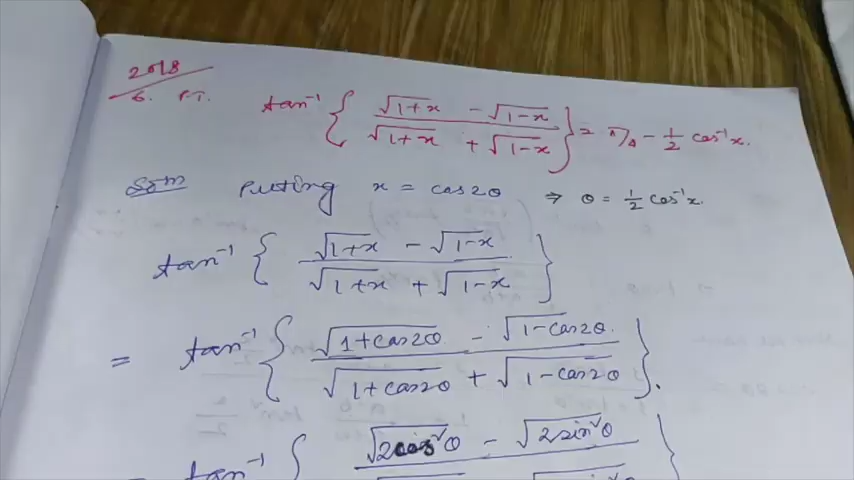 2018
6. P.T. tan⁻¹ { (√1+x - √1-x) / (√1+x + √1-x) } = π/4 - 1/2 cos⁻¹x.
Solⁿ Putting x = cos2θ ⇒ θ = 1/2 cos⁻¹x.
tan⁻¹ { (√1+x - √1-x) / (√1+x + √1-x) }
= tan⁻¹ { (√1+cos2θ - √1-cos2θ) / (√1+cos2θ + √1-cos2θ) }.
= tan⁻¹ { √2cos²θ - √2sin²θ